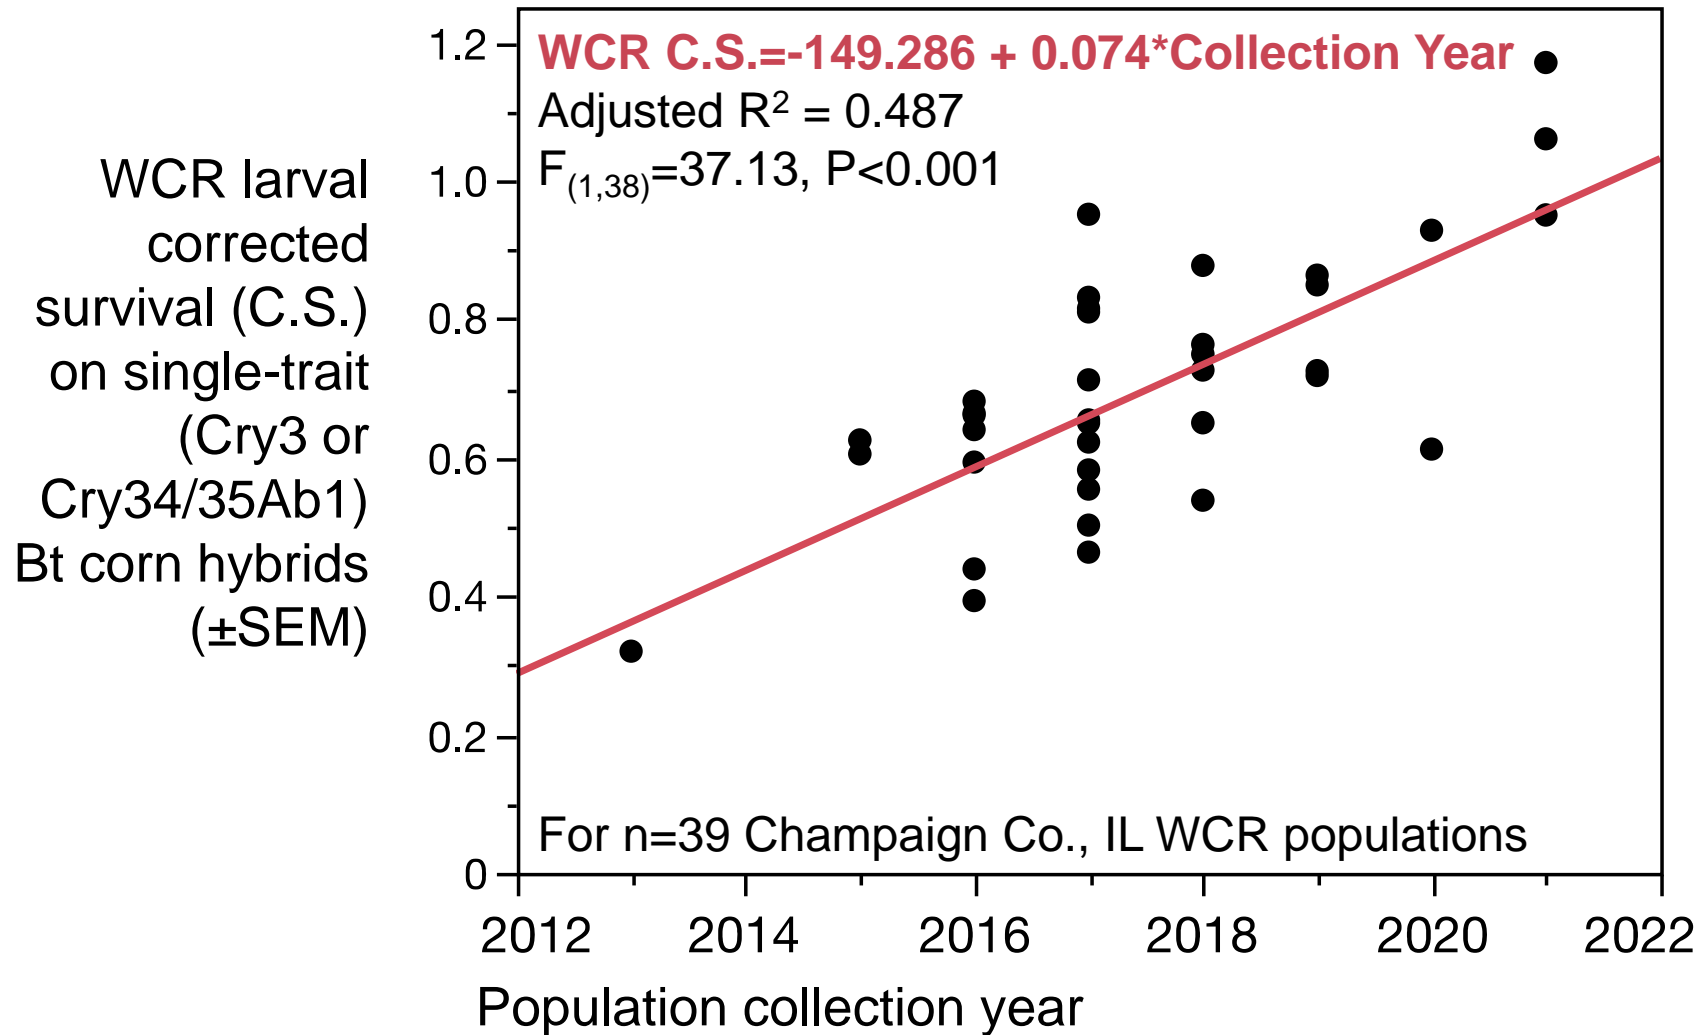 WCR larval
corrected
survival (C.S.)
on single-trait
(Cry3 or
Cry34/35Ab1)
Bt corn hybrids
(±SEM)
1.2
1.0
0.8
0.6
0.4
0.2
0
WCR C.S.=-149.286 + 0.074*Collection Year
Adjusted R² = 0.487
F(1,38)=37.13, P<0.001
For n=39 Champaign Co., IL WCR populations
2012 2014 2016 2018 2020 2022
Population collection year